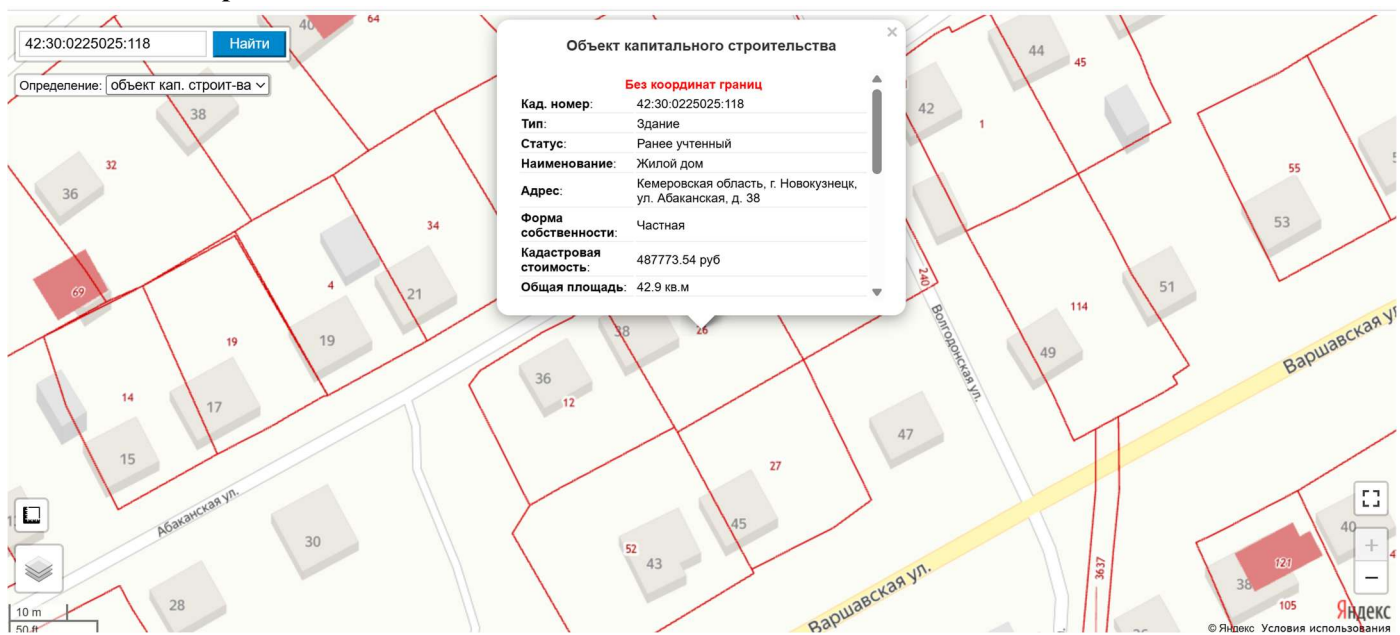 42:30:0225025:118
Найти
Определение: объект кап. строит-ва
Объект капитального строительства
×
Без координат границ
Кад. номер: 42:30:0225025:118
Тип: Здание
Статус: Ранее учтенный
Наименование: Жилой дом
Адрес: Кемеровская область, г. Новокузнецк,
ул. Абаканская, д. 38
Форма
собственности: Частная
Кадастровая
стоимость: 487773.54 руб
Общая площадь: 42.9 кв.м
40
64
44
45
38
42
1
32
36
55
53
34
4
69
21
240
51
114
19
19
Волгодонская ул.
Варшавская ул
38
26
49
36
12
14
17
47
15
27
Абаканская ул.
45
30
52
43
40
3637
121
38
28
Варшавская ул.
105
10 m
50 ft
+
−
Яндекс
© Яндекс Условия использования